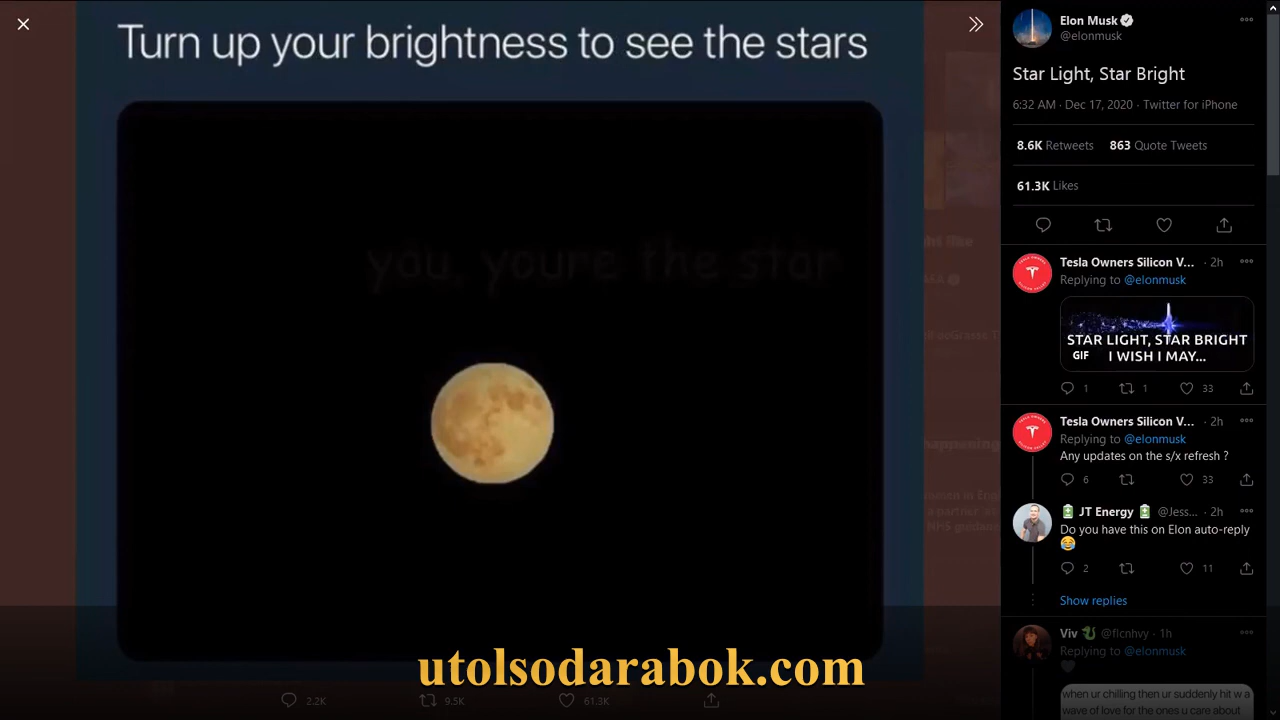 Turn up your brightness to see the stars
you, youre the star
utolsodarabok.com
2.2K
9.5K
61.3K
Elon Musk
@elonmusk
Star Light, Star Bright
6:32 AM · Dec 17, 2020 · Twitter for iPhone
8.6K Retweets 863 Quote Tweets
61.3K Likes
Tesla Owners Silicon V... · 2h
Replying to @elonmusk
STAR LIGHT, STAR BRIGHT
GIF I WISH I MAY...
1 1 33
Tesla Owners Silicon V... · 2h
Replying to @elonmusk
Any updates on the s/x refresh ?
6 33
JT Energy @Jess... · 2h
Do you have this on Elon auto-reply
😂
2 11
Show replies
Viv @flcnhvy · 1h
Replying to @elonmusk
when ur chilling then ur suddenly hit w a
wave of love for the ones u care about